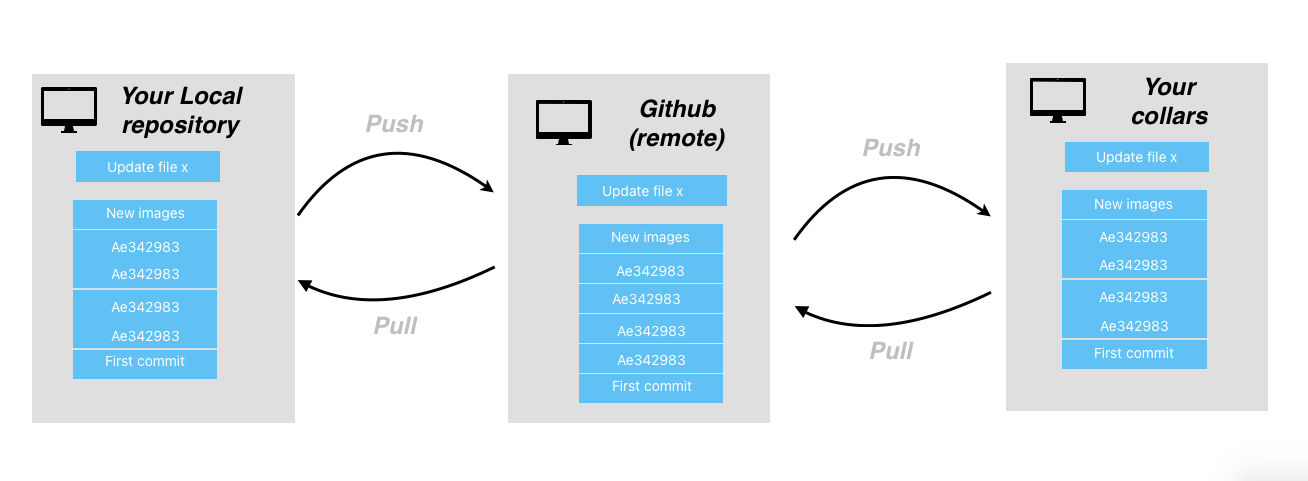 Your Local
repository
Update file x
New images
Ae342983
Ae342983
Ae342983
Ae342983
First commit
Push
Pull
Github
(remote)
Update file x
New images
Ae342983
Ae342983
Ae342983
Ae342983
First commit
Push
Pull
Your
collars
Update file x
New images
Ae342983
Ae342983
Ae342983
Ae342983
First commit